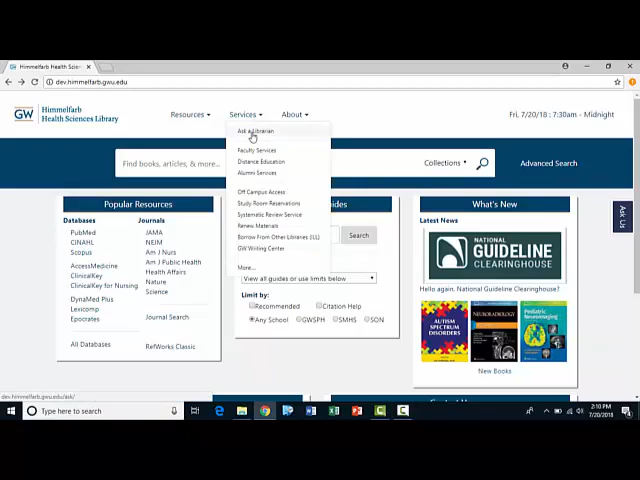 Himmelfarb Health Scien
dev.himmelfarb.gwu.edu
GW
Himmelfarb
Health Sciences Library
Resources
Services
About
Fri, 7/20/18 : 7:30am - Midnight
Ask a Librarian
Faculty Services
Distance Education
Alumni Services
Off Campus Access
Study Room Reservations
Systematic Review Service
Renew Materials
Borrow From Other Libraries (ILL)
GW Writing Center
More...
Find books, articles, & more...
Collections
Advanced Search
Popular Resources
Databases
PubMed
CINAHL
Scopus
AccessMedicine
ClinicalKey
ClinicalKey for Nursing
DynaMed Plus
Lexicomp
Epocrates
All Databases
Journals
JAMA
NEJM
Am J Nurs
Am J Public Health
Health Affairs
Nature
Science
Journal Search
RefWorks Classic
Search
View all guides or use limits below
Limit by:
Recommended
Citation Help
Any School
GWSPH
SMHS
SON
What's New
Latest News
NATIONAL
GUIDELINE
CLEARINGHOUSE
Hello again, National Guideline Clearinghouse!
AUTISM
SPECTRUM
DISORDERS
NEURORADIOLOGY
Pediatric
Neuroimaging
New Books
Ask Us
dev.himmelfarb.gwu.edu/ask/
Type here to search
2:10 PM
7/20/2018